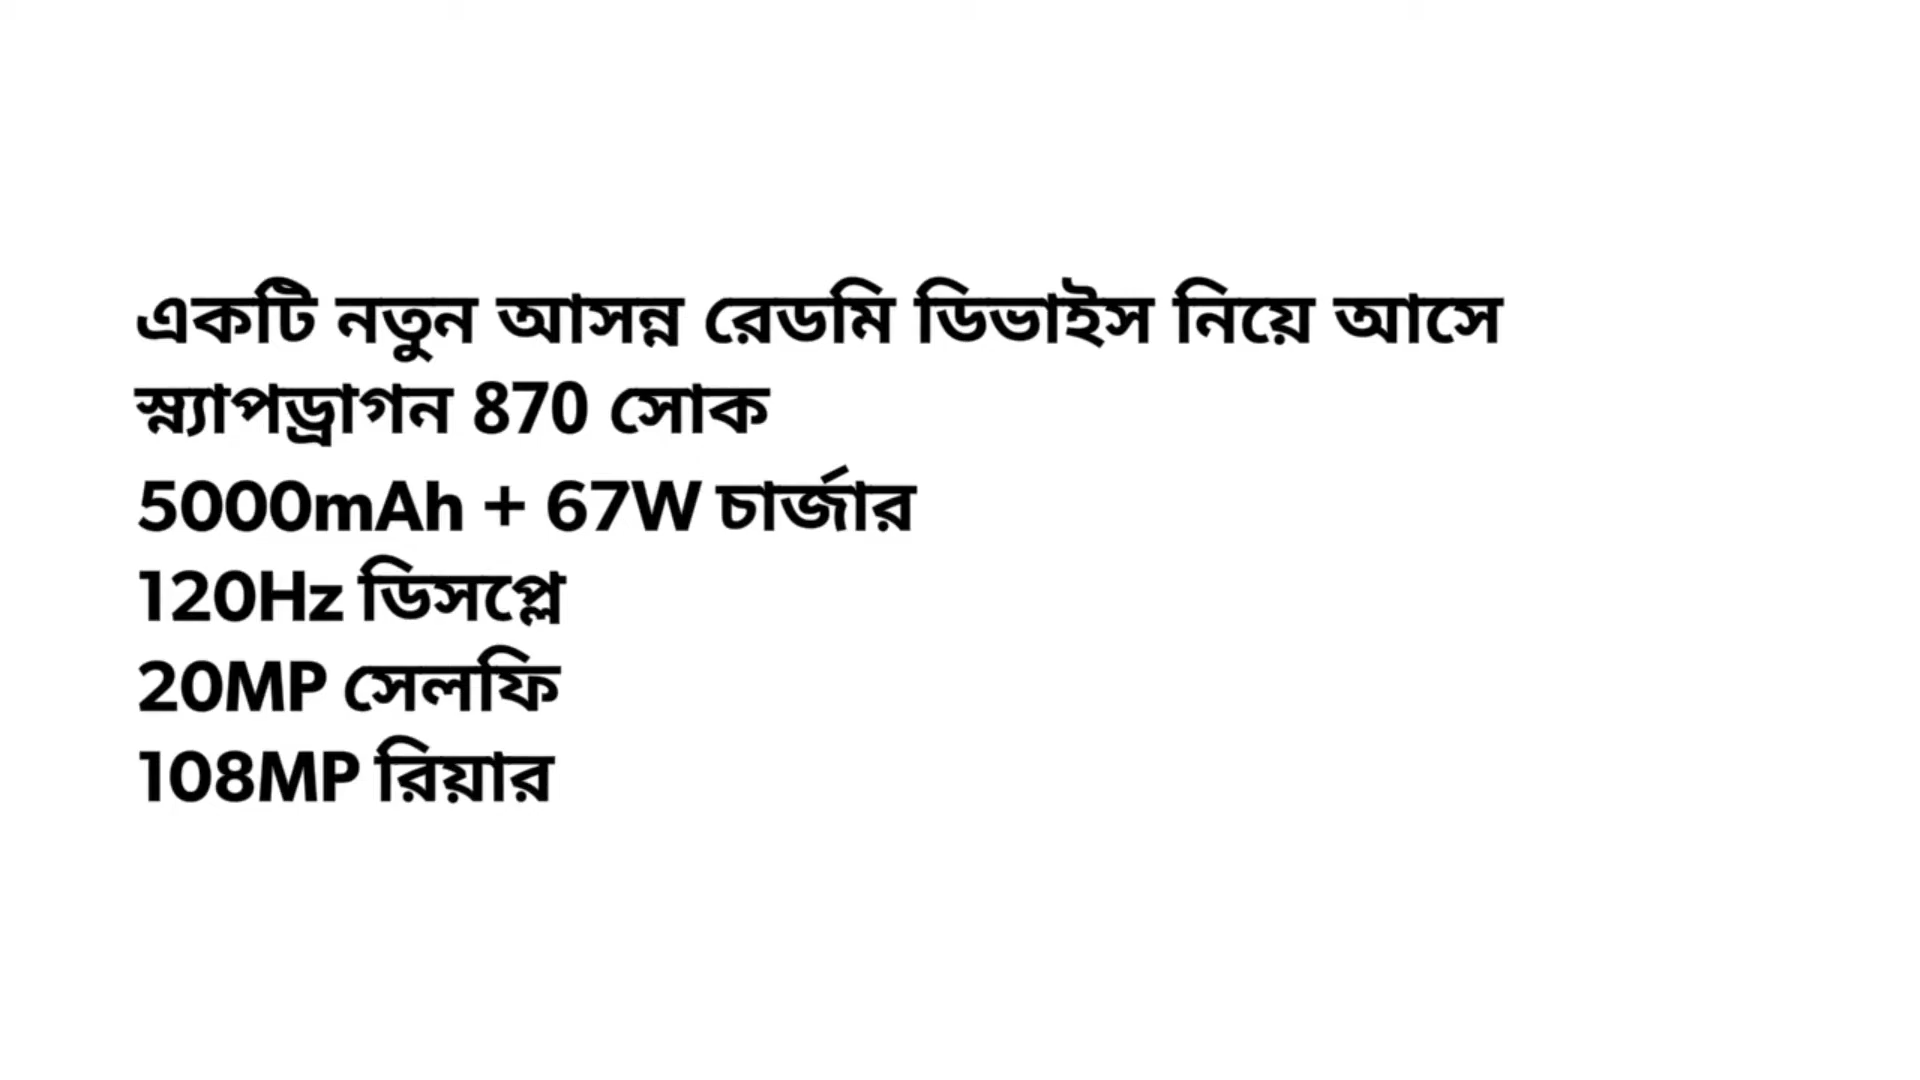 একটি নতুন আসন্ন রেডমি ডিভাইস নিয়ে আসে
স্ন্যাপড্রাগন 870 সোক
5000mAh + 67W চার্জার
120Hz ডিসপ্লে
20MP সেলফি
108MP রিয়ার